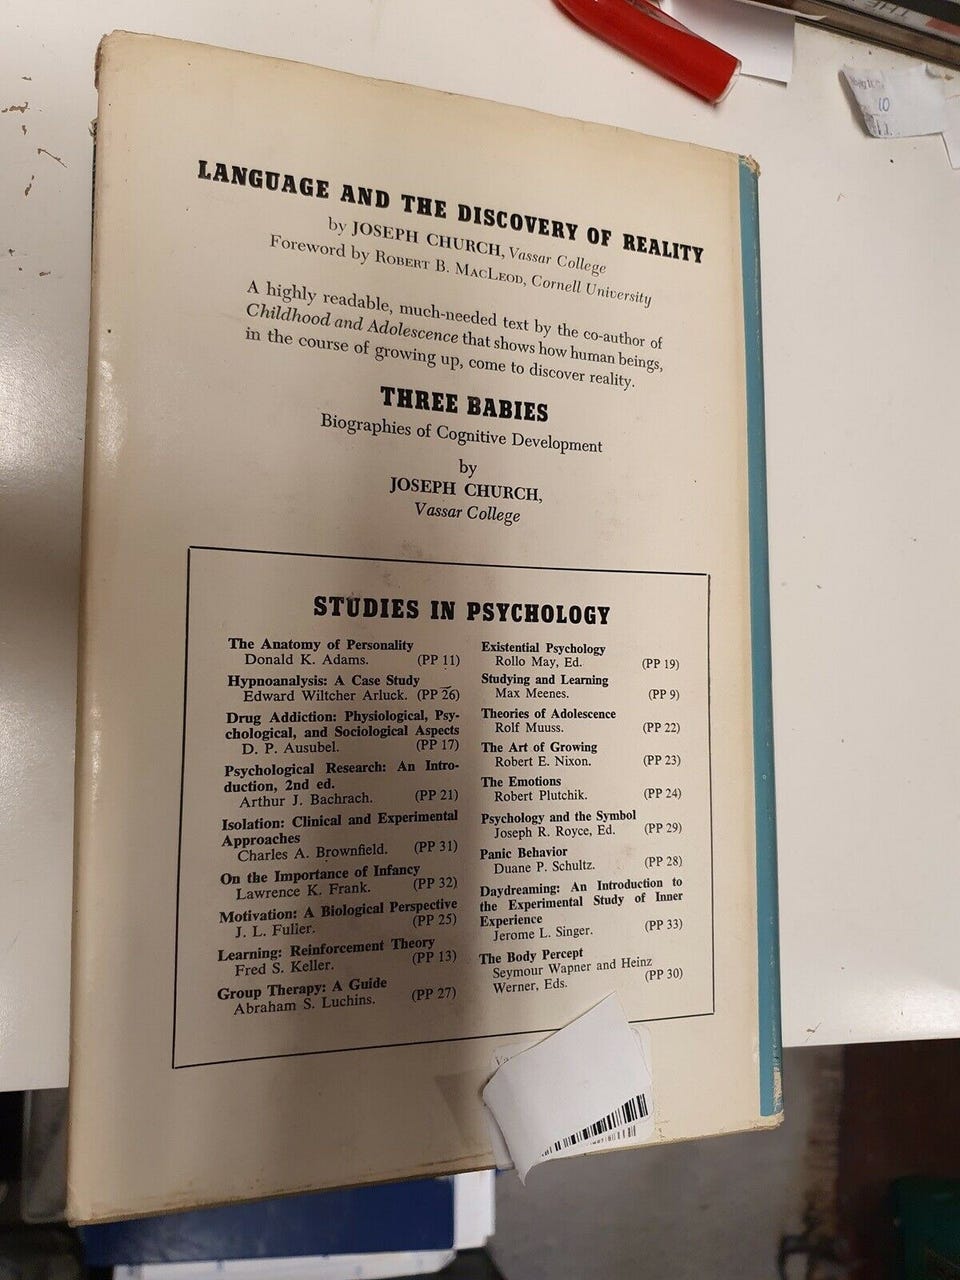 LANGUAGE AND THE DISCOVERY OF REALITY
by JOSEPH CHURCH, Vassar College
Foreword by ROBERT B. MACLEOD, Cornell University
A highly readable, much-needed text by the co-author of
Childhood and Adolescence that shows how human beings,
in the course of growing up, come to discover reality.
THREE BABIES
Biographies of Cognitive Development
by
JOSEPH CHURCH,
Vassar College
STUDIES IN PSYCHOLOGY
The Anatomy of Personality
Donald K. Adams. (PP 11)
Hypnoanalysis: A Case Study
Edward Wiltcher Arluck. (PP 26)
Drug Addiction: Physiological, Psy-
chological, and Sociological Aspects
D. P. Ausubel. (PP 17)
Psychological Research: An Intro-
duction, 2nd ed.
Arthur J. Bachrach. (PP 21)
Isolation: Clinical and Experimental
Approaches
Charles A. Brownfield. (PP 31)
On the Importance of Infancy
Lawrence K. Frank. (PP 32)
Motivation: A Biological Perspective
J. L. Fuller. (PP 25)
Learning: Reinforcement Theory
Fred S. Keller. (PP 13)
Group Therapy: A Guide
Abraham S. Luchins. (PP 27)
Existential Psychology
Rollo May, Ed. (PP 19)
Studying and Learning
Max Meenes. (PP 9)
Theories of Adolescence
Rolf Muuss. (PP 22)
The Art of Growing
Robert E. Nixon. (PP 23)
The Emotions
Robert Plutchik. (PP 24)
Psychology and the Symbol
Joseph R. Royce, Ed. (PP 29)
Panic Behavior
Duane P. Schultz. (PP 28)
Daydreaming: An Introduction to
the Experimental Study of Inner
Experience
Jerome L. Singer. (PP 33)
The Body Percept
Seymour Wapner and Heinz
Werner, Eds. (PP 30)
THE
10